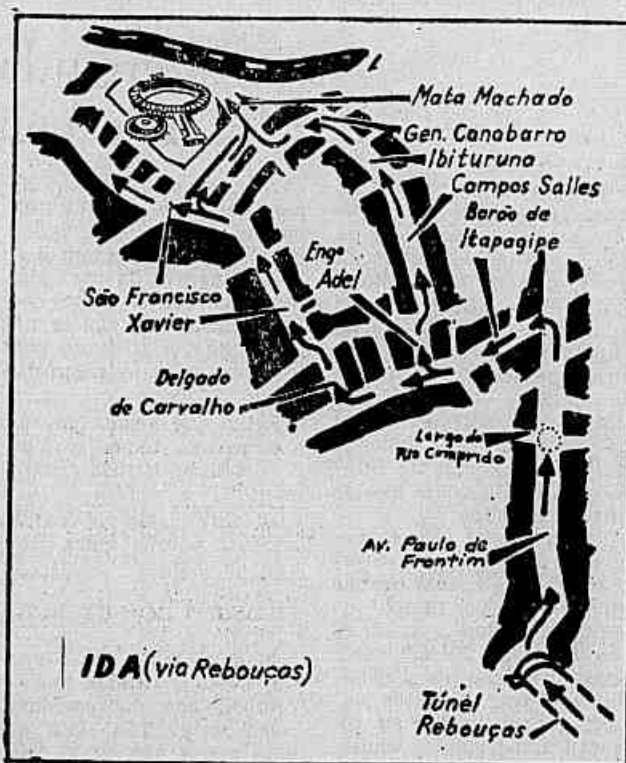 Mata Machado
Gen. Canabarro
Ibituruna
Campos Salles
Barão de
Itapagipe
Engº
Adel
São Francisco
Xavier
Delgado
de Carvalho
Largo do
Rio Comprido
Av. Paulo de
Frontim
IDA (via Rebouças)
Túnel
Rebouças